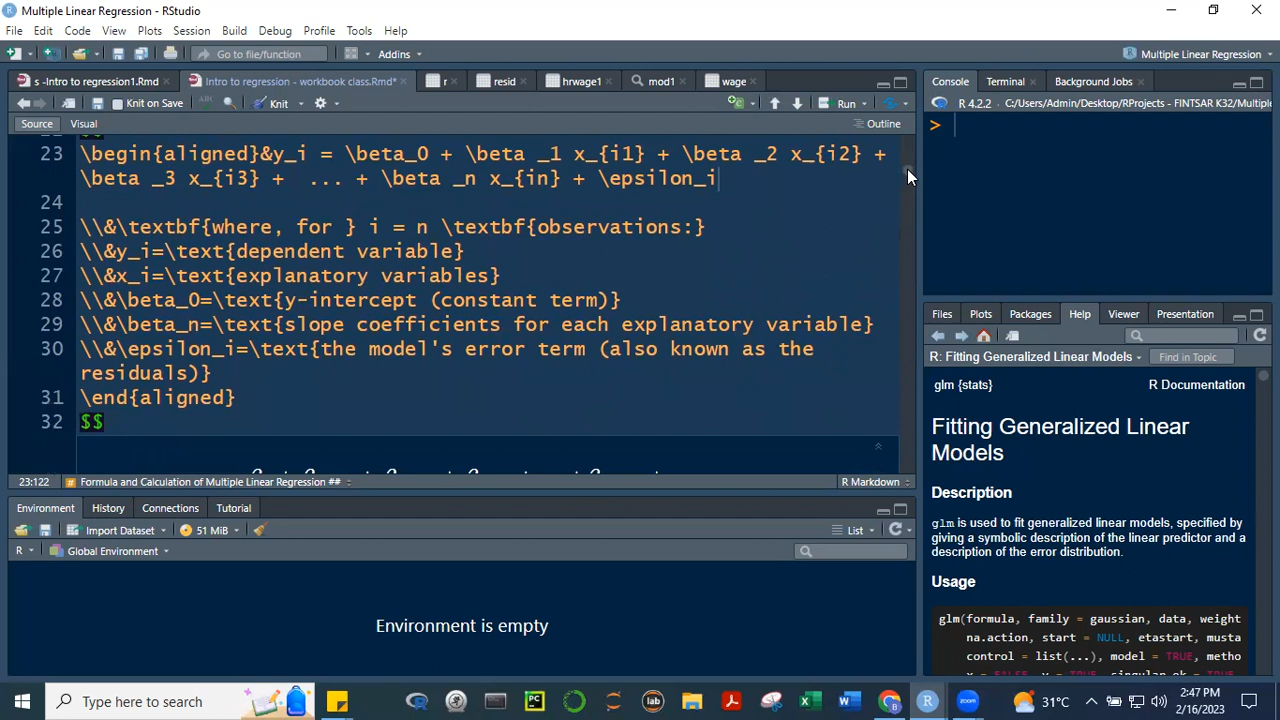 Multiple Linear Regression - RStudio
File Edit Code View Plots Session Build Debug Profile Tools Help
Go to file/function Addins Multiple Linear Regression
s -Intro to regression1.Rmd Intro to regression - workbook class.Rmd* r resid hrwage1 mod1 wage
Knit on Save ABC Knit Run
Source Visual Outline
$$
23 \begin{aligned}&y_i = \beta_0 + \beta _1 x_{i1} + \beta _2 x_{i2} +
\beta _3 x_{i3} + ... + \beta _n x_{in} + \epsilon_i
24
25 \\&\textbf{where, for } i = n \textbf{observations:}
26 \\&y_i=\text{dependent variable}
27 \\&x_i=\text{explanatory variables}
28 \\&\beta_0=\text{y-intercept (constant term)}
29 \\&\beta_n=\text{slope coefficients for each explanatory variable}
30 \\&\epsilon_i=\text{the model's error term (also known as the
residuals)}
31 \end{aligned}
32 $$
23:122 # Formula and Calculation of Multiple Linear Regression ## R Markdown
Environment History Connections Tutorial
Import Dataset 51 MiB List
R Global Environment
Environment is empty
Console Terminal Background Jobs
R 4.2.2 · C:/Users/Admin/Desktop/RProjects - FINTSAR K32/Multiple
>
Files Plots Packages Help Viewer Presentation
R: Fitting Generalized Linear Models Find in Topic
glm {stats} R Documentation
Fitting Generalized Linear
Models
Description
glm is used to fit generalized linear models, specified by
giving a symbolic description of the linear predictor and a
description of the error distribution.
Usage
glm(formula, family = gaussian, data, weight
na.action, start = NULL, etastart, musta
control = list(...), model = TRUE, metho
x = FALSE, y = TRUE, singular.ok = TRUE,
Type here to search
PC
lab
zoom
31°C
2:47 PM
2/16/2023